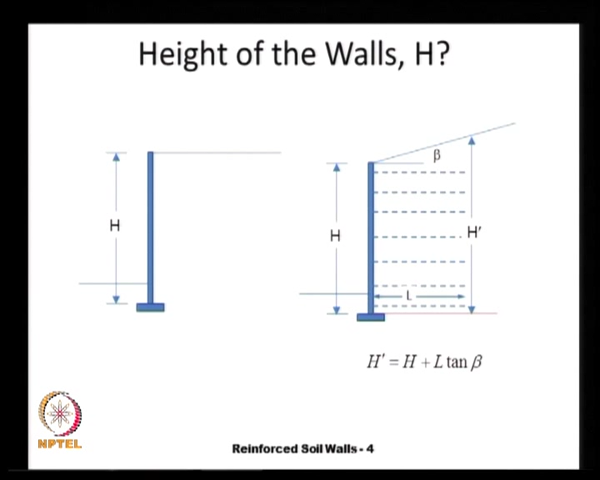 Height of the Walls, H?
H
β
H
H'
L
H' = H + L tan β
NPTEL
Reinforced Soil Walls - 4